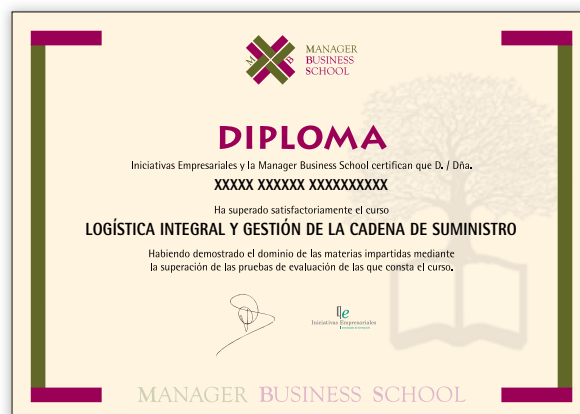 M B
MANAGER
BUSINESS
SCHOOL
DIPLOMA
Iniciativas Empresariales y la Manager Business School certifican que D. / Dña.
XXXXX XXXXXX XXXXXXXXXX
Ha superado satisfactoriamente el curso
LOGÍSTICA INTEGRAL Y GESTIÓN DE LA CADENA DE SUMINISTRO
Habiendo demostrado el dominio de las materias impartidas mediante
la superación de las pruebas de evaluación de las que consta el curso.
Iniciativas Empresariales
MANAGER BUSINESS SCHOOL